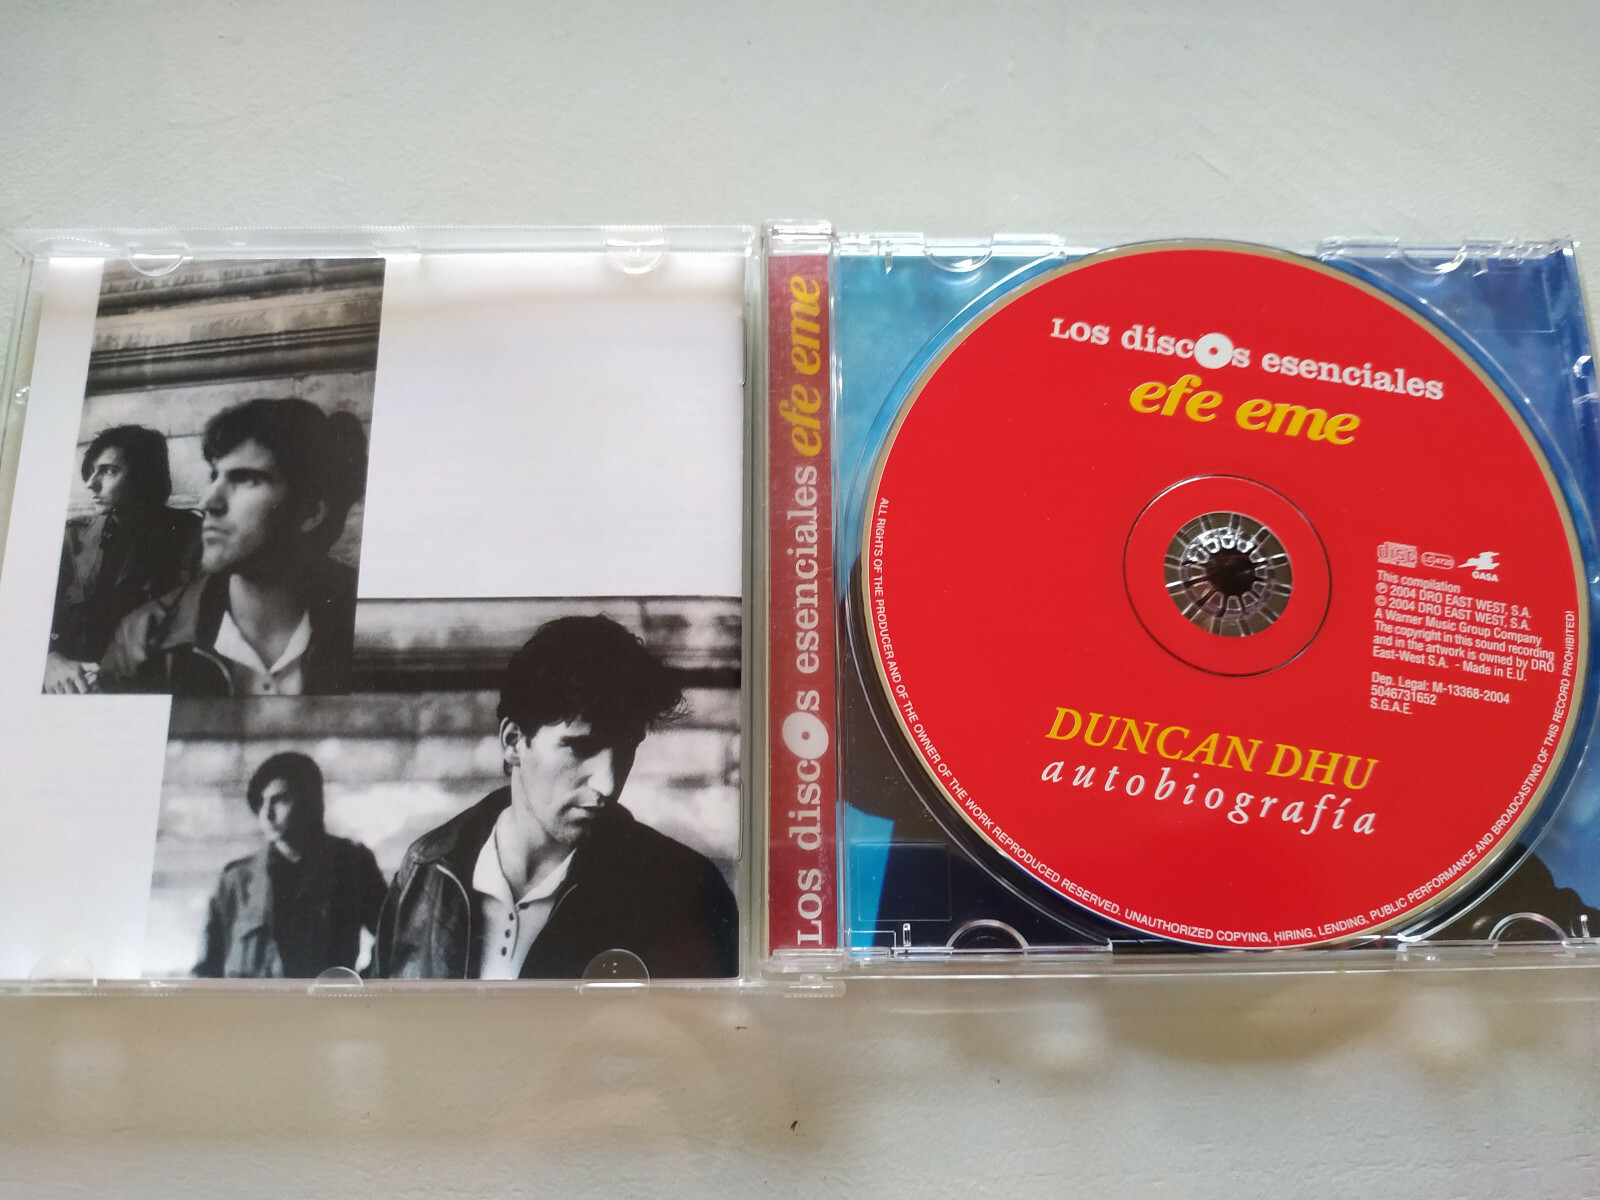 Los discos esenciales efe eme
Los discos esenciales
efe eme
disc
GASA
This compilation
℗ 2004 DRO EAST WEST, S.A.
© 2004 DRO EAST WEST, S.A.
A Warner Music Group Company
The copyright in this sound recording
and in the artwork is owned by DRO
East-West S.A. - Made in E.U.
Dep. Legal: M-13368-2004
5046731652
S.G.A.E.
DUNCAN DHU
autobiografía
ALL RIGHTS OF THE PRODUCER AND OF THE OWNER OF THE WORK REPRODUCED RESERVED. UNAUTHORIZED COPYING, HIRING, LENDING, PUBLIC PERFORMANCE AND BROADCASTING OF THIS RECORD PROHIBITED!